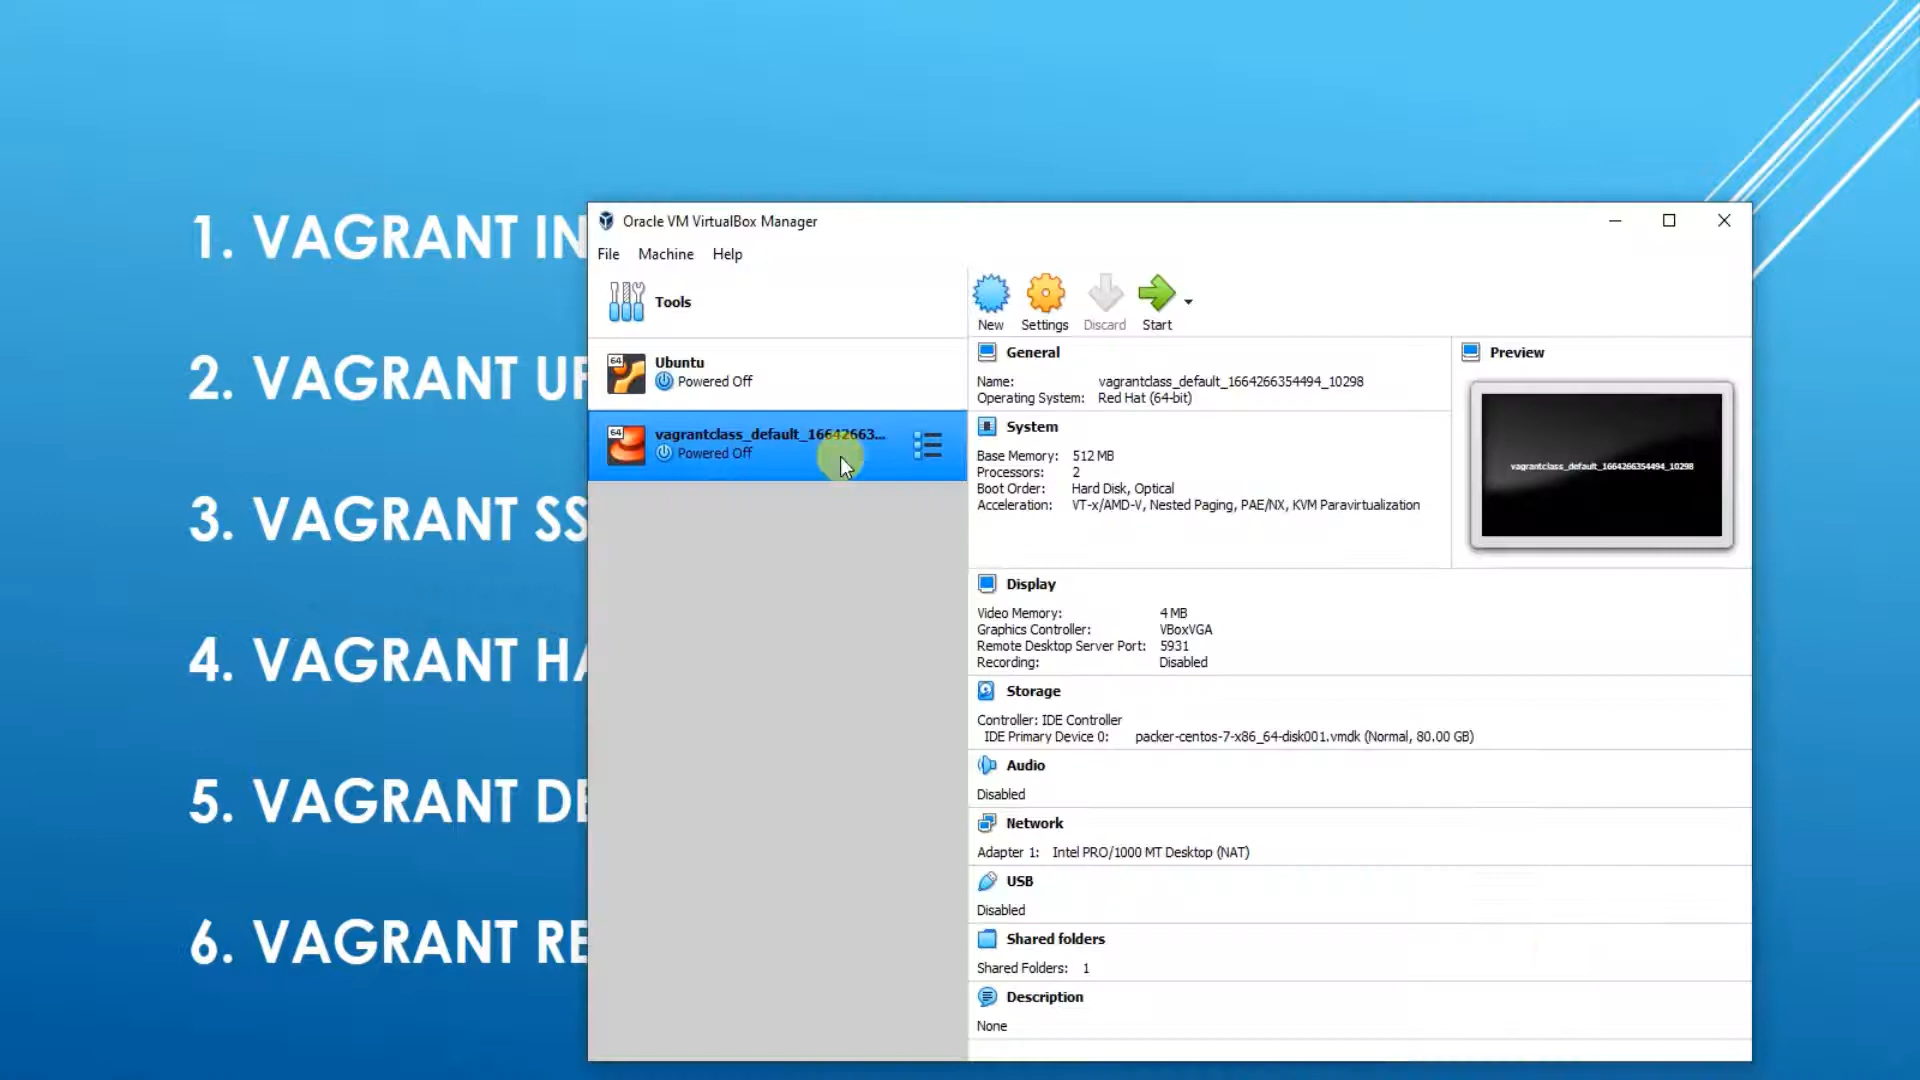 1. VAGRANT IN
2. VAGRANT UP
3. VAGRANT SS
4. VAGRANT HA
5. VAGRANT DE
6. VAGRANT RE
Oracle VM VirtualBox Manager
File Machine Help
Tools
New Settings Discard Start
64 Ubuntu
Powered Off
64 vagrantclass_default_16642663...
Powered Off
General
Name: vagrantclass_default_1664266354494_10298
Operating System: Red Hat (64-bit)
System
Base Memory: 512 MB
Processors: 2
Boot Order: Hard Disk, Optical
Acceleration: VT-x/AMD-V, Nested Paging, PAE/NX, KVM Paravirtualization
Preview
vagrantclass_default_1664266354494_10298
Display
Video Memory: 4 MB
Graphics Controller: VBoxVGA
Remote Desktop Server Port: 5931
Recording: Disabled
Storage
Controller: IDE Controller
IDE Primary Device 0: packer-centos-7-x86_64-disk001.vmdk (Normal, 80.00 GB)
Audio
Disabled
Network
Adapter 1: Intel PRO/1000 MT Desktop (NAT)
USB
Disabled
Shared folders
Shared Folders: 1
Description
None